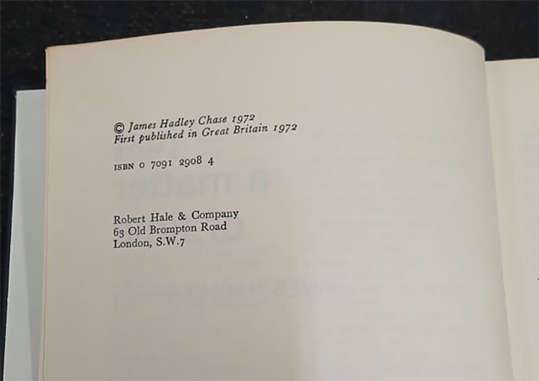 © James Hadley Chase 1972
First published in Great Britain 1972
ISBN 0 7091 2908 4
Robert Hale & Company
63 Old Brompton Road
London, S.W.7